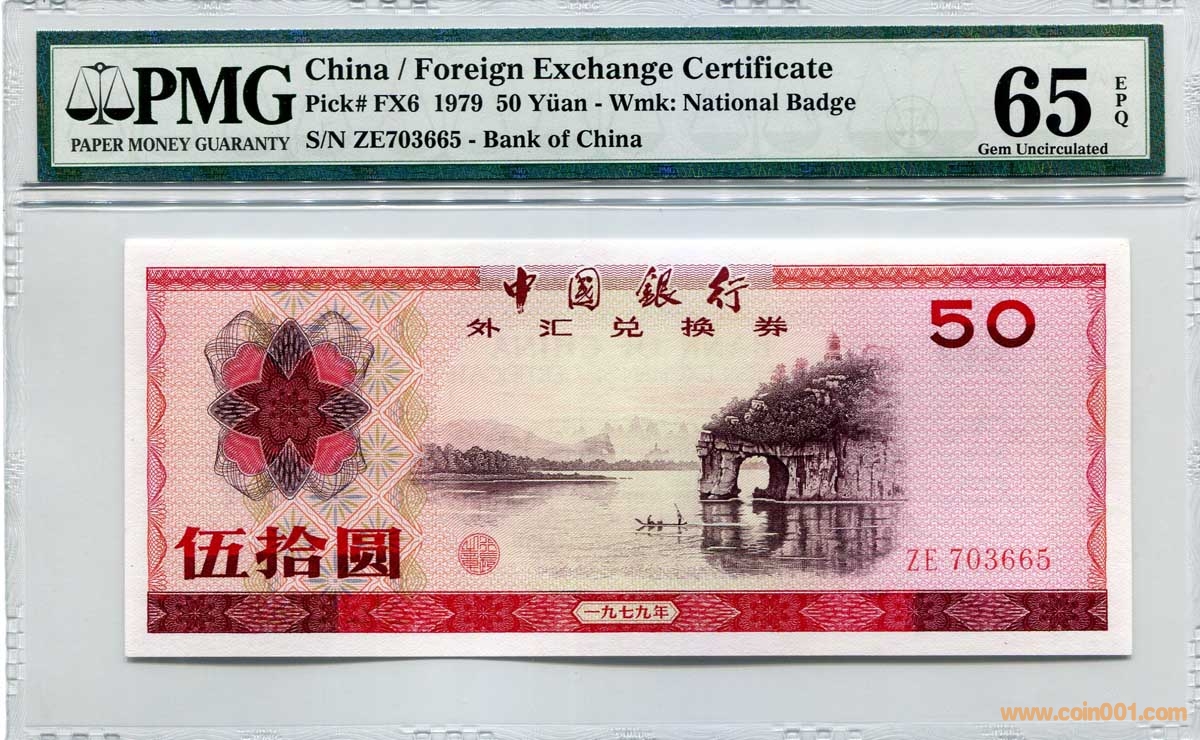 PMG
PAPER MONEY GUARANTY
China / Foreign Exchange Certificate
Pick# FX6 1979 50 Yüan - Wmk: National Badge
S/N ZE703665 - Bank of China
65
EPQ
Gem Uncirculated
中國銀行
外汇兑换券
50
伍拾圆
ZE 703665
一九七九年
www.coin001.com